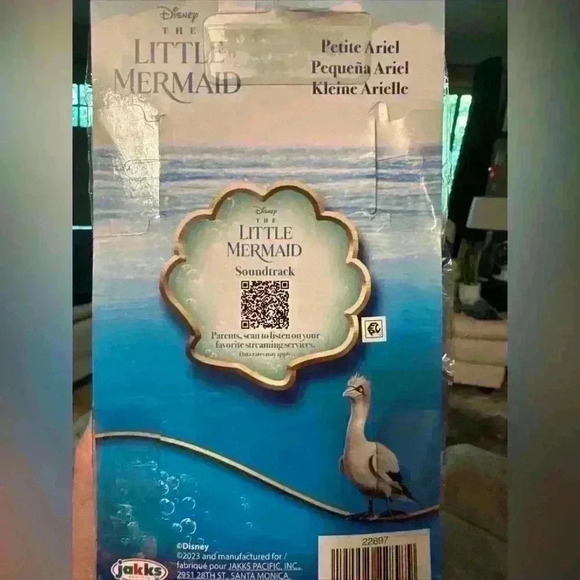 Disney
THE
LITTLE
MERMAID
Petite Ariel
Pequeña Ariel
Kleine Arielle
Disney
THE
LITTLE
MERMAID
Soundtrack
Parents, scan to listen on your
favorite streaming services.
Data rates may apply.
©Disney
©2023 and manufactured for /
fabriqué pour JAKKS PACIFIC, INC.
2951 28TH ST., SANTA MONICA,
jakks
22897